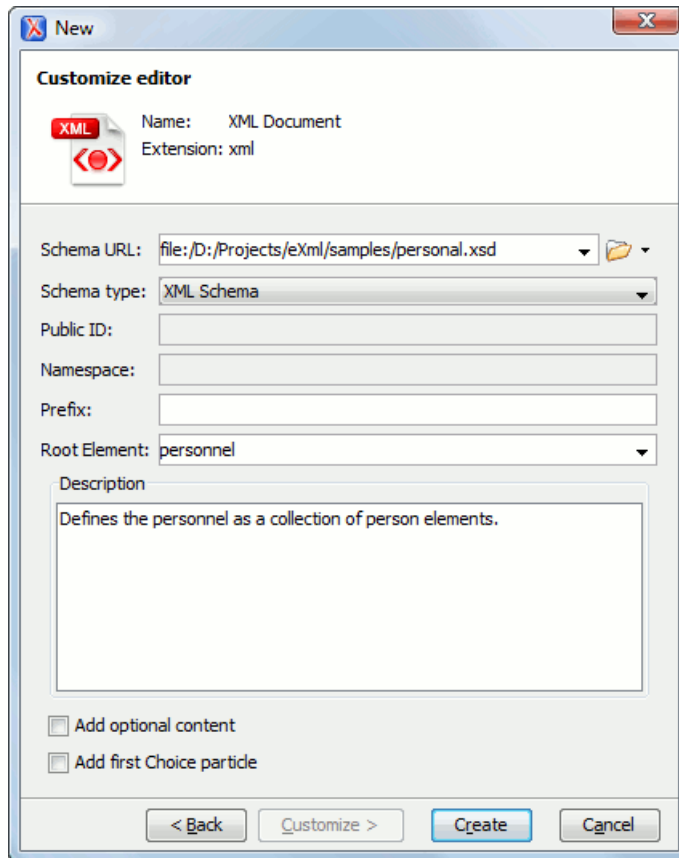 New
Customize editor
XML
Name: XML Document
Extension: xml
Schema URL: file:/D:/Projects/eXml/samples/personal.xsd
Schema type: XML Schema
Public ID:
Namespace:
Prefix:
Root Element: personnel
Description
Defines the personnel as a collection of person elements.
Add optional content
Add first Choice particle
< Back Customize > Create Cancel